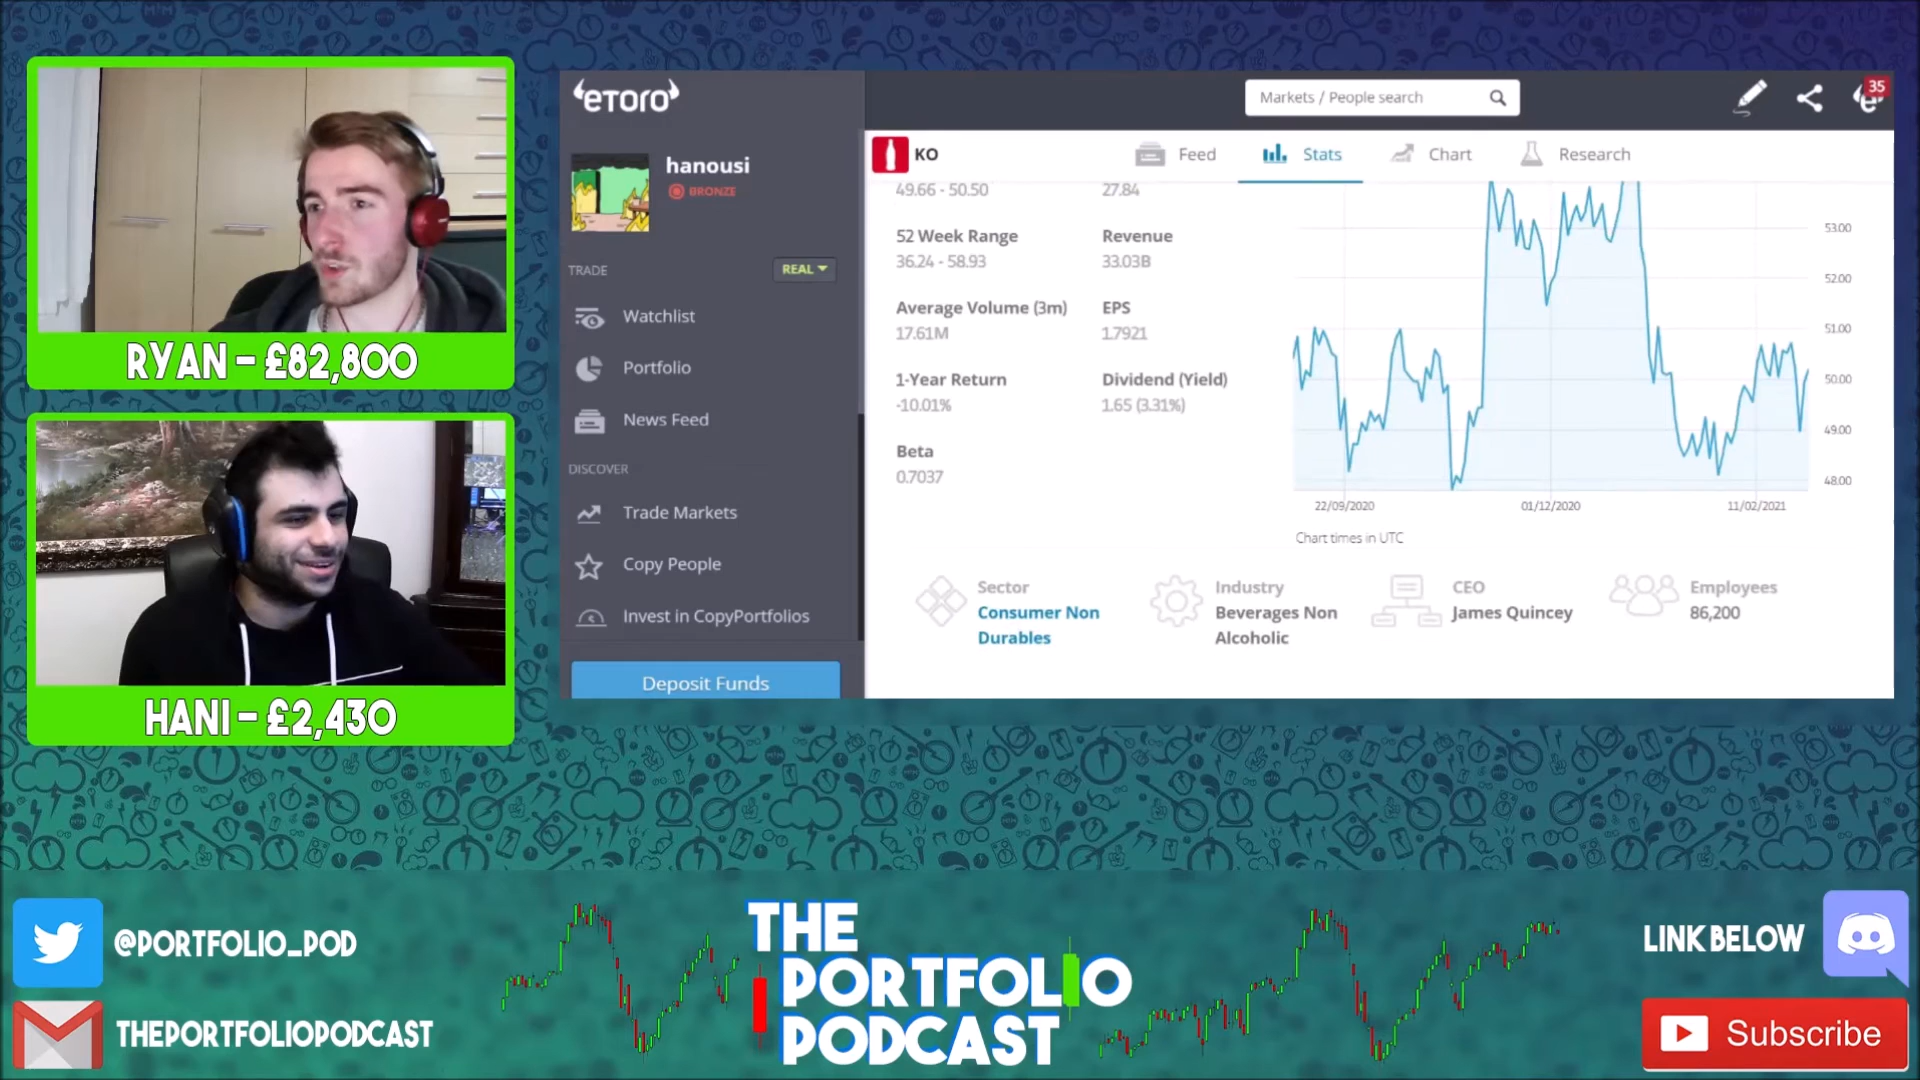 RYAN - £82,800
HANI - £2,430
eToro
hanousi
BRONZE
TRADE
REAL
Watchlist
Portfolio
News Feed
DISCOVER
Trade Markets
Copy People
Invest in CopyPortfolios
Deposit Funds
Markets / People search
35
KO
Feed
Stats
Chart
Research
49.66 - 50.50
27.84
52 Week Range
Revenue
36.24 - 58.93
33.03B
Average Volume (3m)
EPS
17.61M
1.7921
1-Year Return
Dividend (Yield)
-10.01%
1.65 (3.31%)
Beta
0.7037
53.00
52.00
51.00
50.00
49.00
48.00
22/09/2020
01/12/2020
11/02/2021
Chart times in UTC
Sector
Consumer Non
Durables
Industry
Beverages Non
Alcoholic
CEO
James Quincey
Employees
86,200
@PORTFOLIO_POD
THEPORTFOLIOPODCAST
THE
PORTFOLIO
PODCAST
LINK BELOW
Subscribe